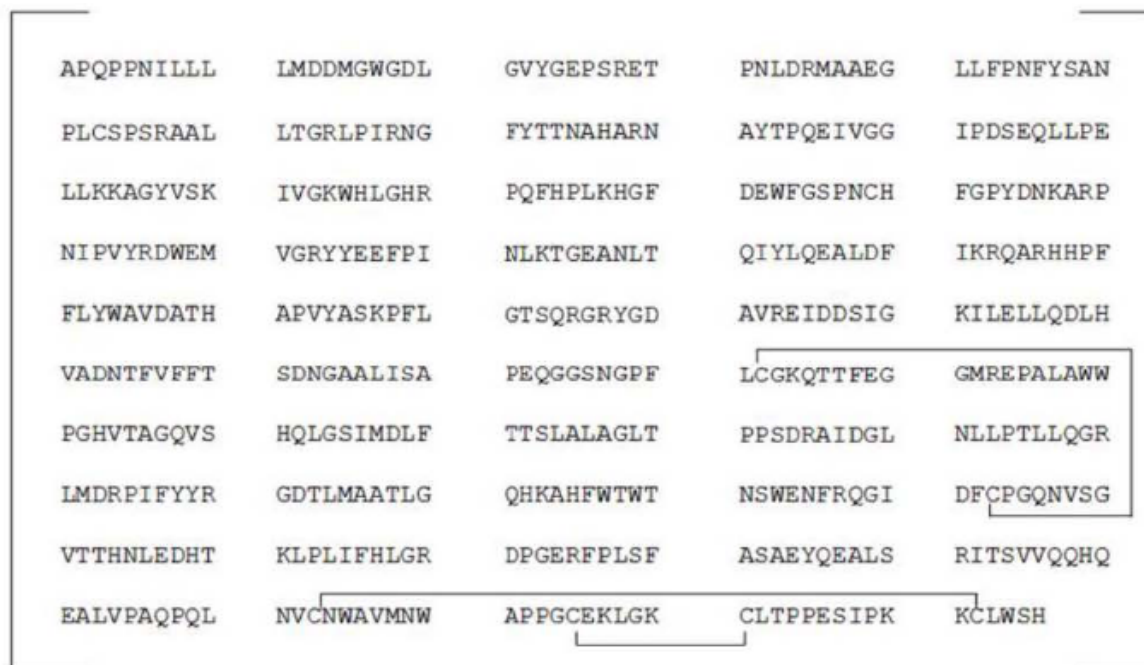 APQPPNILLL LMDDMGWGDL GVYGEPSRET PNLDRMAAEG LLFPNFYSAN
PLCSPSRAAL LTGRLPIRNG FYTTNAHARN AYTPQEIVGG IPDSEQLLPE
LLKKAGYVSK IVGKWHLGHR PQFHPLKHGF DEWFGSPNCH FGPYDNKARP
NIPVYRDWEM VGRYYEEFPI NLKTGEANLT QIYLQEALDF IKRQARHHPF
FLYWAVDATH APVYASKPFL GTSQRGRYGD AVREIDDSIG KILELLQDLH
VADNTFVFFT SDNGAALISA PEQGGSNGPF LCGKQTTFEG GMREPALAWW
PGHVTAGQVS HQLGSIMDLF TTSLALAGLT PPSDRAIDGL NLLPTLLQGR
LMDRPIFYYR GDTLMAATLG QHKAHFWTWT NSWENFRQGI DFCPGQNVSG
VTTHNLEDHT KLPLIFHLGR DPGERFPLSF ASAEYQEALS RITSVVQQHQ
EALVPAQPQL NVCNWAVMNW APPGCEKLGK CLTPPESIPK KCLWSH